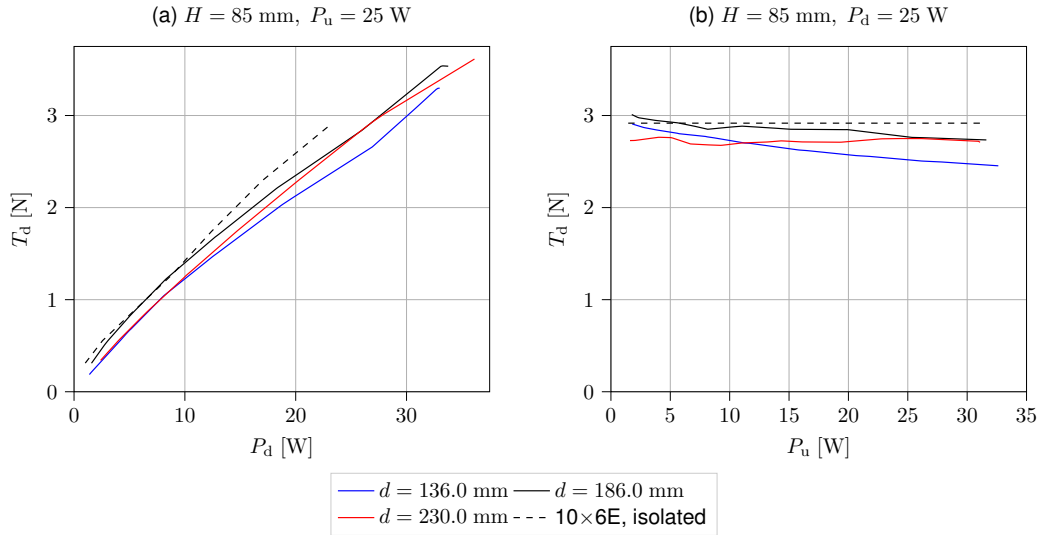 (a) H = 85 mm, P_u = 25 W
(b) H = 85 mm, P_d = 25 W
T_d [N]
3
2
1
0
0 10 20 30
P_d [W]
T_d [N]
3
2
1
0
0 5 10 15 20 25 30 35
P_u [W]
d = 136.0 mm
d = 186.0 mm
d = 230.0 mm
10×6E, isolated